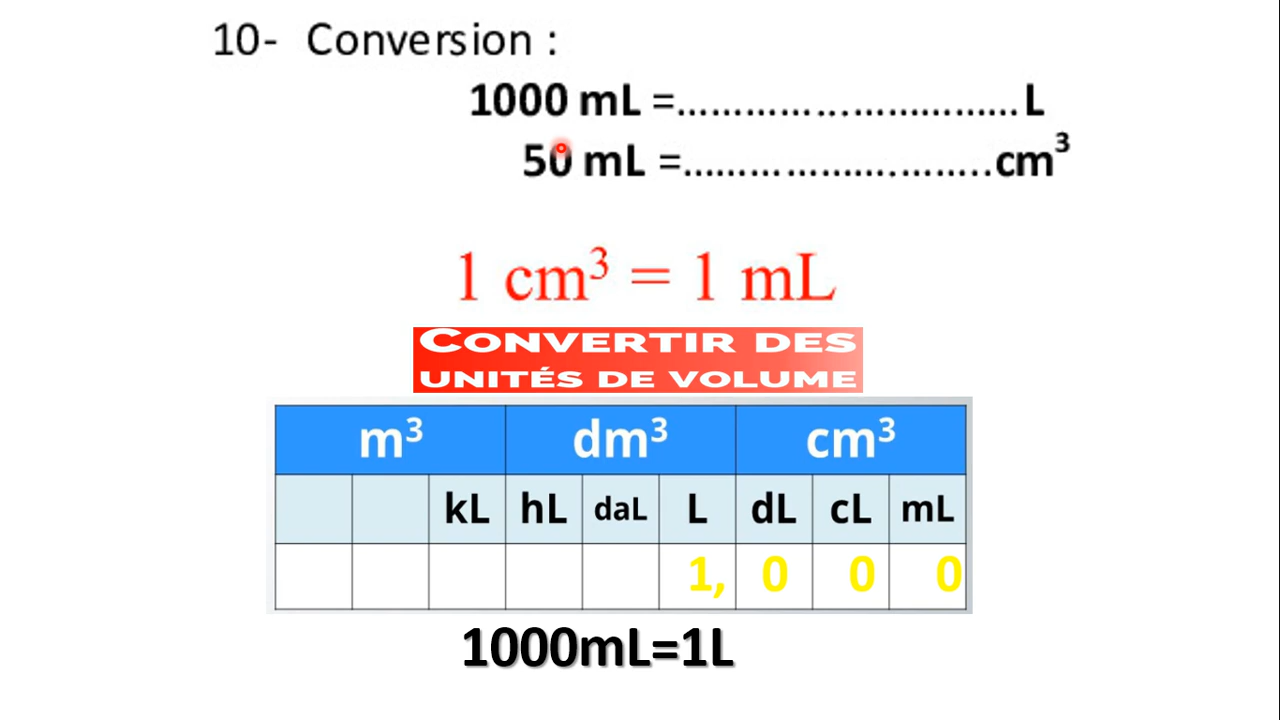 10- Conversion :
1000 mL =....................................L
50 mL =.................................cm³
1 cm³ = 1 mL
CONVERTIR DES
UNITÉS DE VOLUME
m³ dm³ cm³
kL hL daL L dL cL mL
1, 0 0 0
1000mL=1L